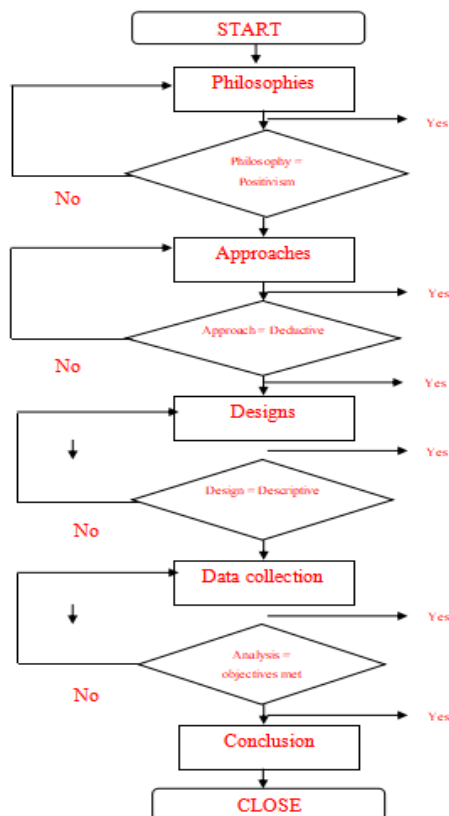 START
Philosophies
Yes
Philosophy =
Positivism
No
Approaches
Yes
Approach = Deductive
No
Yes
Designs
Yes
Design = Descriptive
No
Data collection
Yes
Analysis =
objectives met
No
Yes
Conclusion
CLOSE